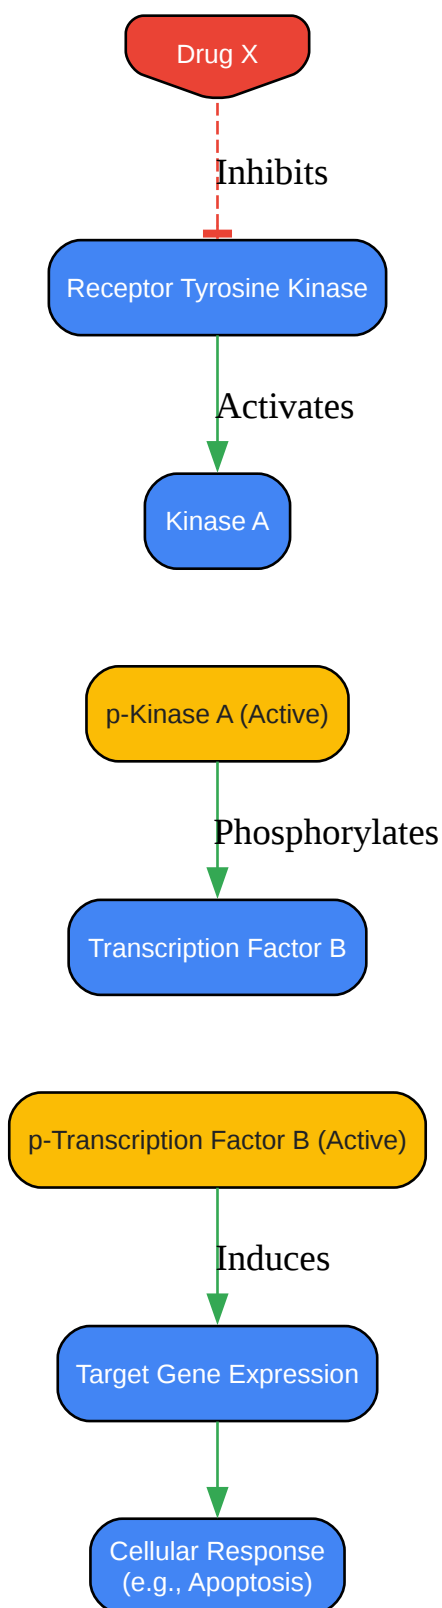 Drug X
Inhibits
Receptor Tyrosine Kinase
Activates
Kinase A
p-Kinase A (Active)
Phosphorylates
Transcription Factor B
p-Transcription Factor B (Active)
Induces
Target Gene Expression
Cellular Response
(e.g., Apoptosis)